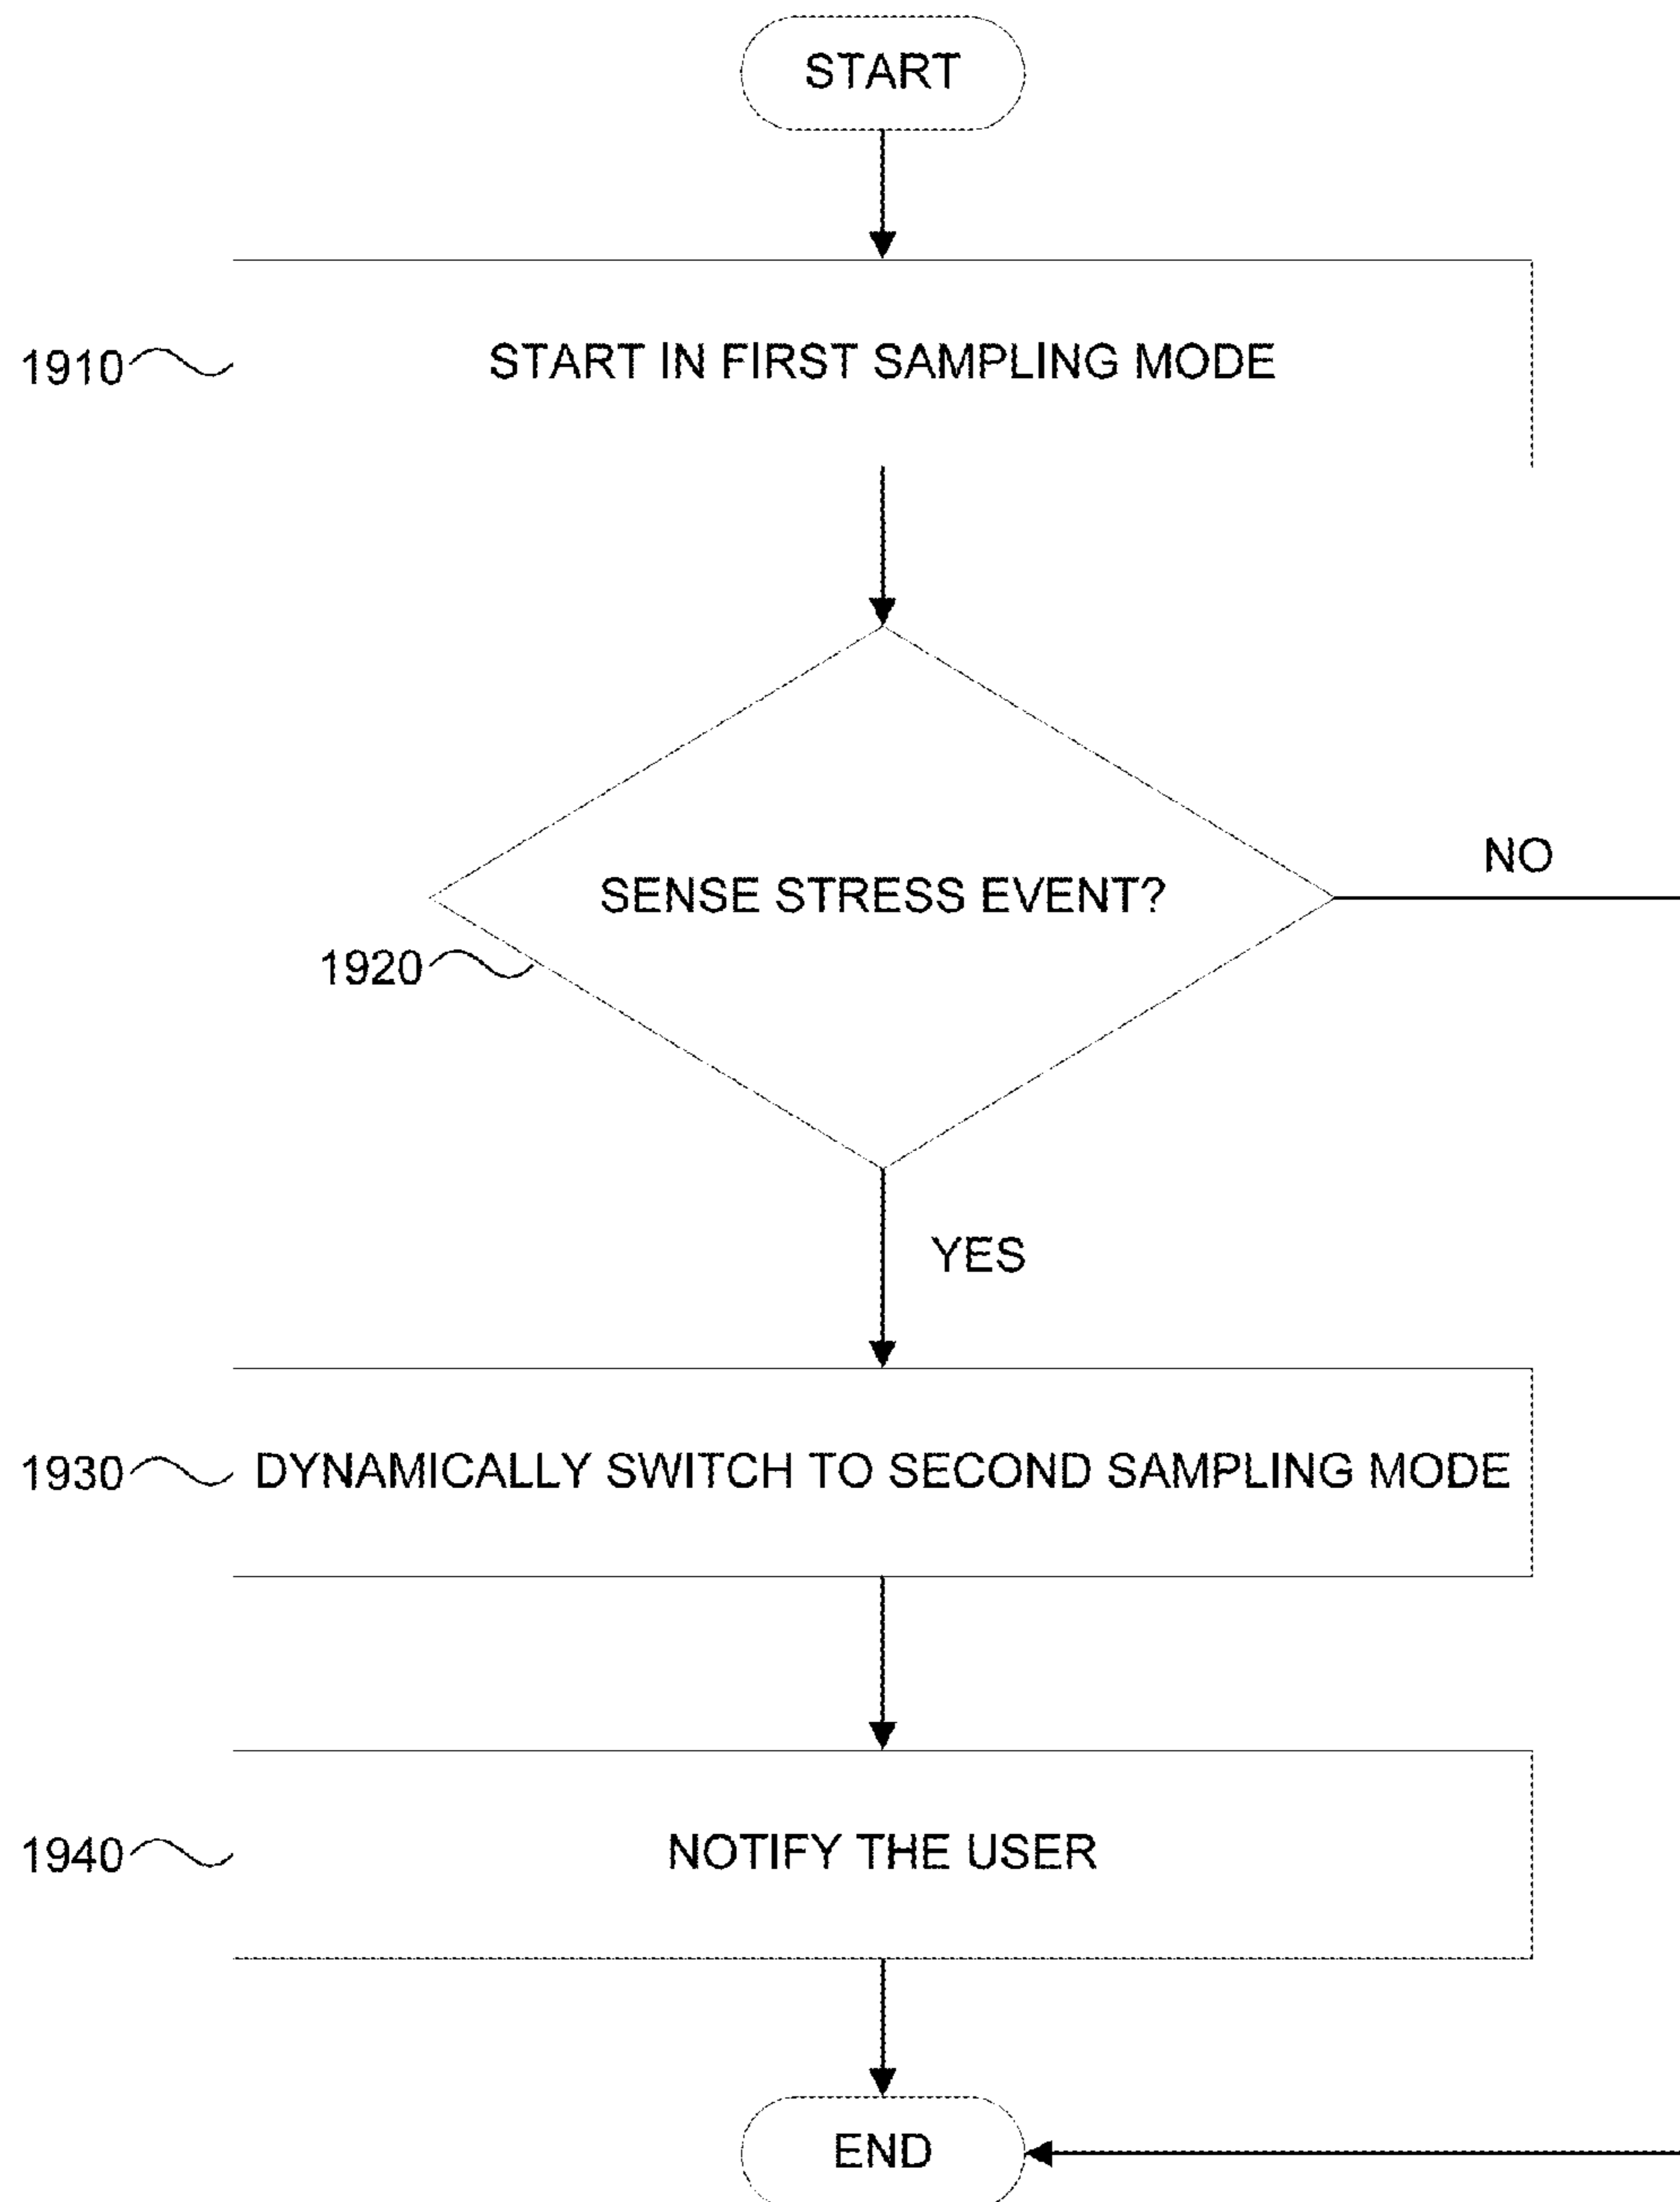 START
1910
START IN FIRST SAMPLING MODE
SENSE STRESS EVENT?
NO
1920
YES
1930
DYNAMICALLY SWITCH TO SECOND SAMPLING MODE
1940
NOTIFY THE USER
END